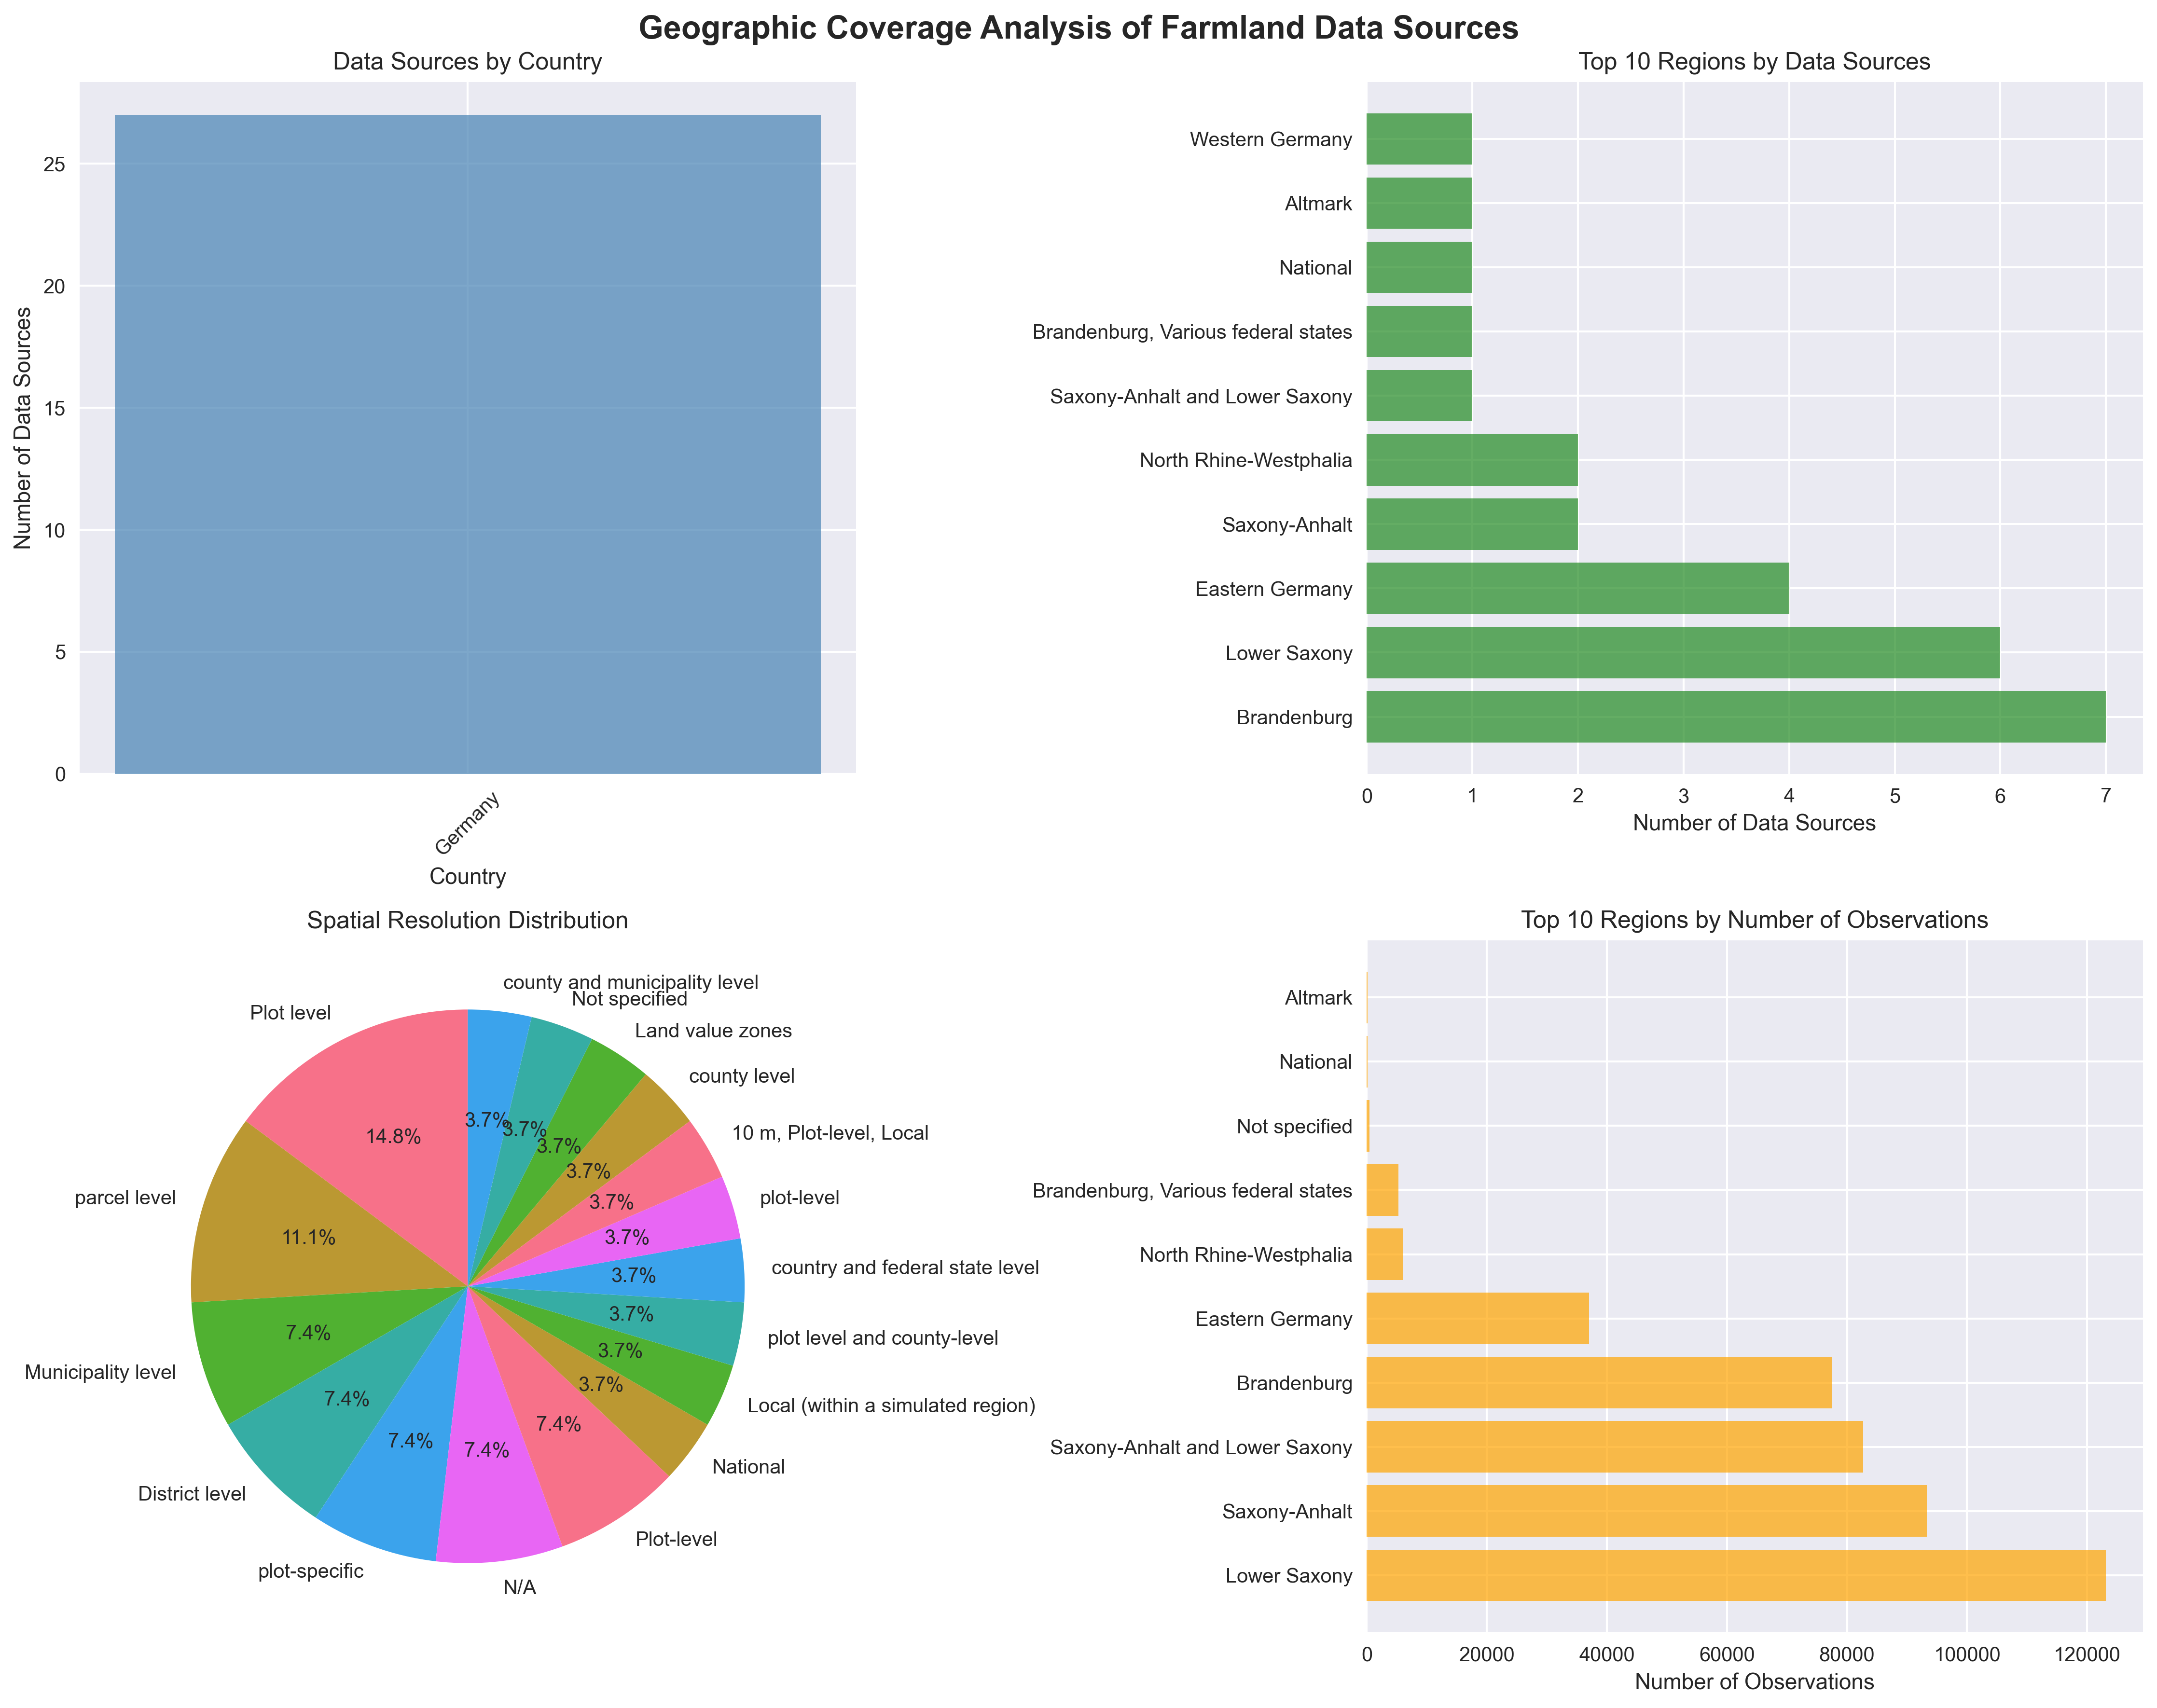 Geographic Coverage Analysis of Farmland Data Sources
Data Sources by Country
Number of Data Sources
25
20
15
10
5
0
Germany
Country
Top 10 Regions by Data Sources
Western Germany
Altmark
National
Brandenburg, Various federal states
Saxony-Anhalt and Lower Saxony
North Rhine-Westphalia
Saxony-Anhalt
Eastern Germany
Lower Saxony
Brandenburg
0 1 2 3 4 5 6 7
Number of Data Sources
Spatial Resolution Distribution
county and municipality level
Not specified
Plot level
Land value zones
county level
10 m, Plot-level, Local
parcel level
plot-level
country and federal state level
plot level and county-level
Municipality level
Local (within a simulated region)
National
District level
Plot-level
plot-specific
N/A
14.8%
11.1%
7.4%
7.4%
7.4%
7.4%
7.4%
3.7%
3.7%
3.7%
3.7%
3.7%
3.7%
3.7%
3.7%
3.7%
3.7%
Top 10 Regions by Number of Observations
Altmark
National
Not specified
Brandenburg, Various federal states
North Rhine-Westphalia
Eastern Germany
Brandenburg
Saxony-Anhalt and Lower Saxony
Saxony-Anhalt
Lower Saxony
0 20000 40000 60000 80000 100000 120000
Number of Observations